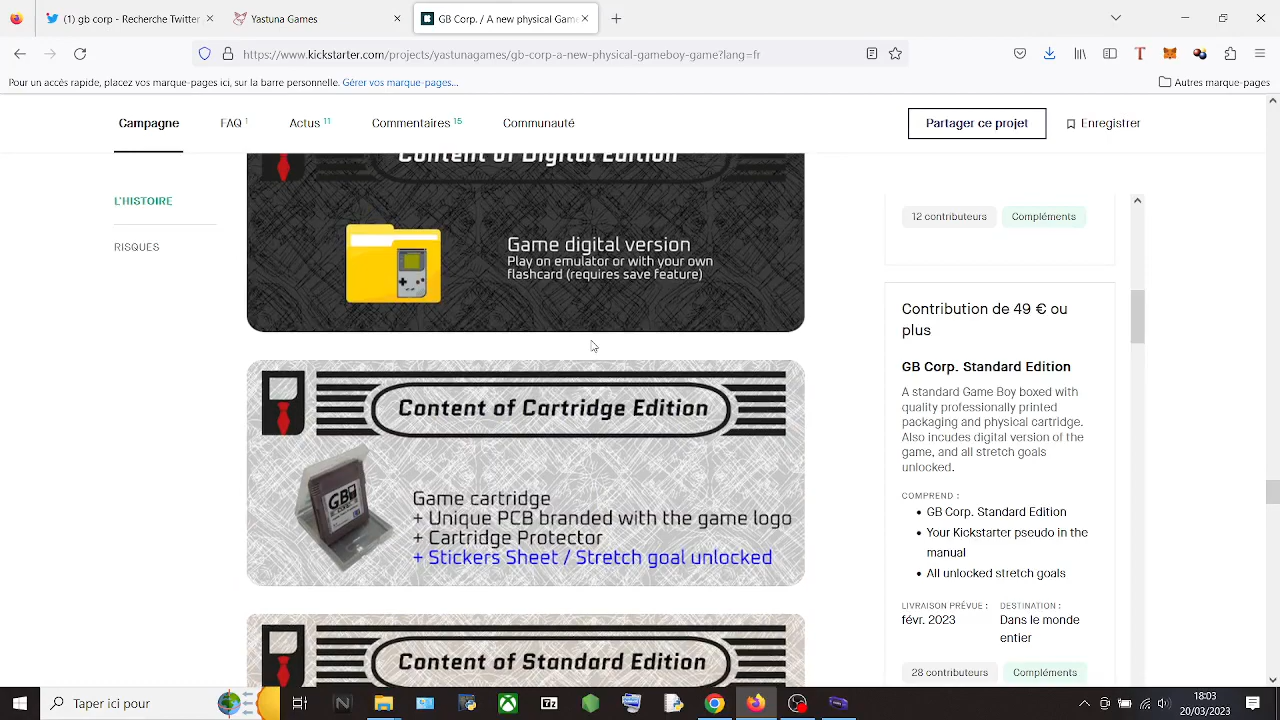 (1) gb corp - Recherche Twitter
Yastuna Games
GB Corp. / A new physical Gam
https://www.kickstarter.com/projects/yastunagames/gb-corp-a-new-physical-gameboy-game?lang=fr
Pour un accès rapide, placez vos marque-pages ici, sur la barre personnelle. Gérer vos marque-pages...
Autres marque-pages
Campagne
FAQ 1
Actus 11
Commentaires 15
Communauté
Partager ce projet
Enregistrer
L'HISTOIRE
RISQUES
Content of Digital Edition
Game digital version
Play on emulator or with your own
flashcard (requires save feature)
Content of Cartridge Edition
GB
Game cartridge
+ Unique PCB branded with the game logo
+ Cartridge Protector
+ Stickers Sheet / Stretch goal unlocked
Content of Standard Edition
12 contributeurs
Compléments
Contribution de 49 € ou
plus
GB Corp. Standard Edition
A standard Game Boy boxed with
quality professionally printed
packaging and physical cartridge.
Also incudes digital version of the
game, and all stretch goals
unlocked.
COMPREND :
GB Corp. Standard Edition
Your Kickstarter pseudo in the
manual
All unlocked stretch goals
LIVRAISON PRÉVUE :
févr. 2023
DESTINATION :
Dans le monde
entier
23 contributeurs
Compléments
per ici pour
18:03
20/03/2023